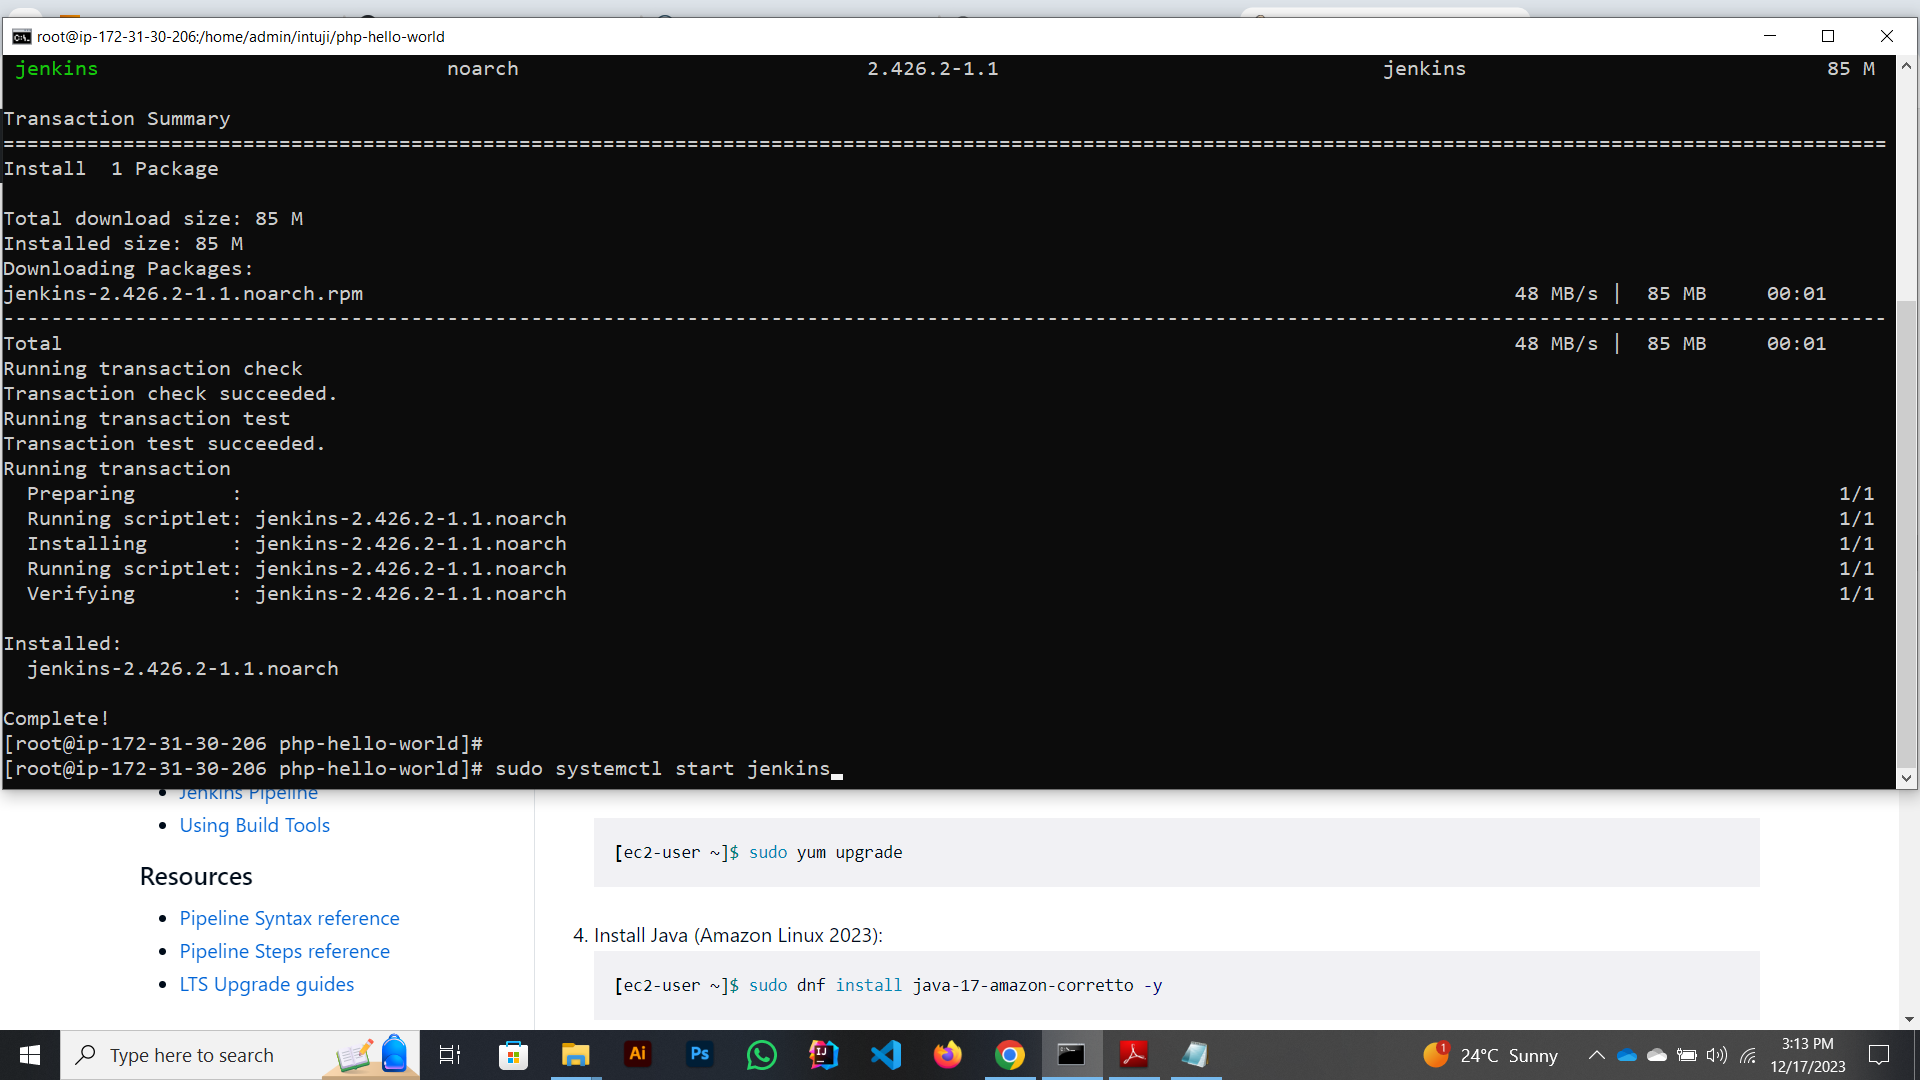 root@ip-172-31-30-206:/home/admin/intuji/php-hello-world
jenkins noarch 2.426.2-1.1 jenkins 85 M
Transaction Summary
================================================================================
Install  1 Package
Total download size: 85 M
Installed size: 85 M
Downloading Packages:
jenkins-2.426.2-1.1.noarch.rpm 48 MB/s |  85 MB     00:01
--------------------------------------------------------------------------------
Total 48 MB/s |  85 MB     00:01
Running transaction check
Transaction check succeeded.
Running transaction test
Transaction test succeeded.
Running transaction
Preparing        : 1/1
Running scriptlet: jenkins-2.426.2-1.1.noarch 1/1
Installing       : jenkins-2.426.2-1.1.noarch 1/1
Running scriptlet: jenkins-2.426.2-1.1.noarch 1/1
Verifying        : jenkins-2.426.2-1.1.noarch 1/1
Installed:
jenkins-2.426.2-1.1.noarch
Complete!
[root@ip-172-31-30-206 php-hello-world]#
[root@ip-172-31-30-206 php-hello-world]# sudo systemctl start jenkins
Jenkins Pipeline
Using Build Tools
Resources
Pipeline Syntax reference
Pipeline Steps reference
LTS Upgrade guides
[ec2-user ~]$ sudo yum upgrade
4. Install Java (Amazon Linux 2023):
[ec2-user ~]$ sudo dnf install java-17-amazon-corretto -y
Type here to search
Ai
Ps
IJ
1
24°C Sunny
3:13 PM
12/17/2023